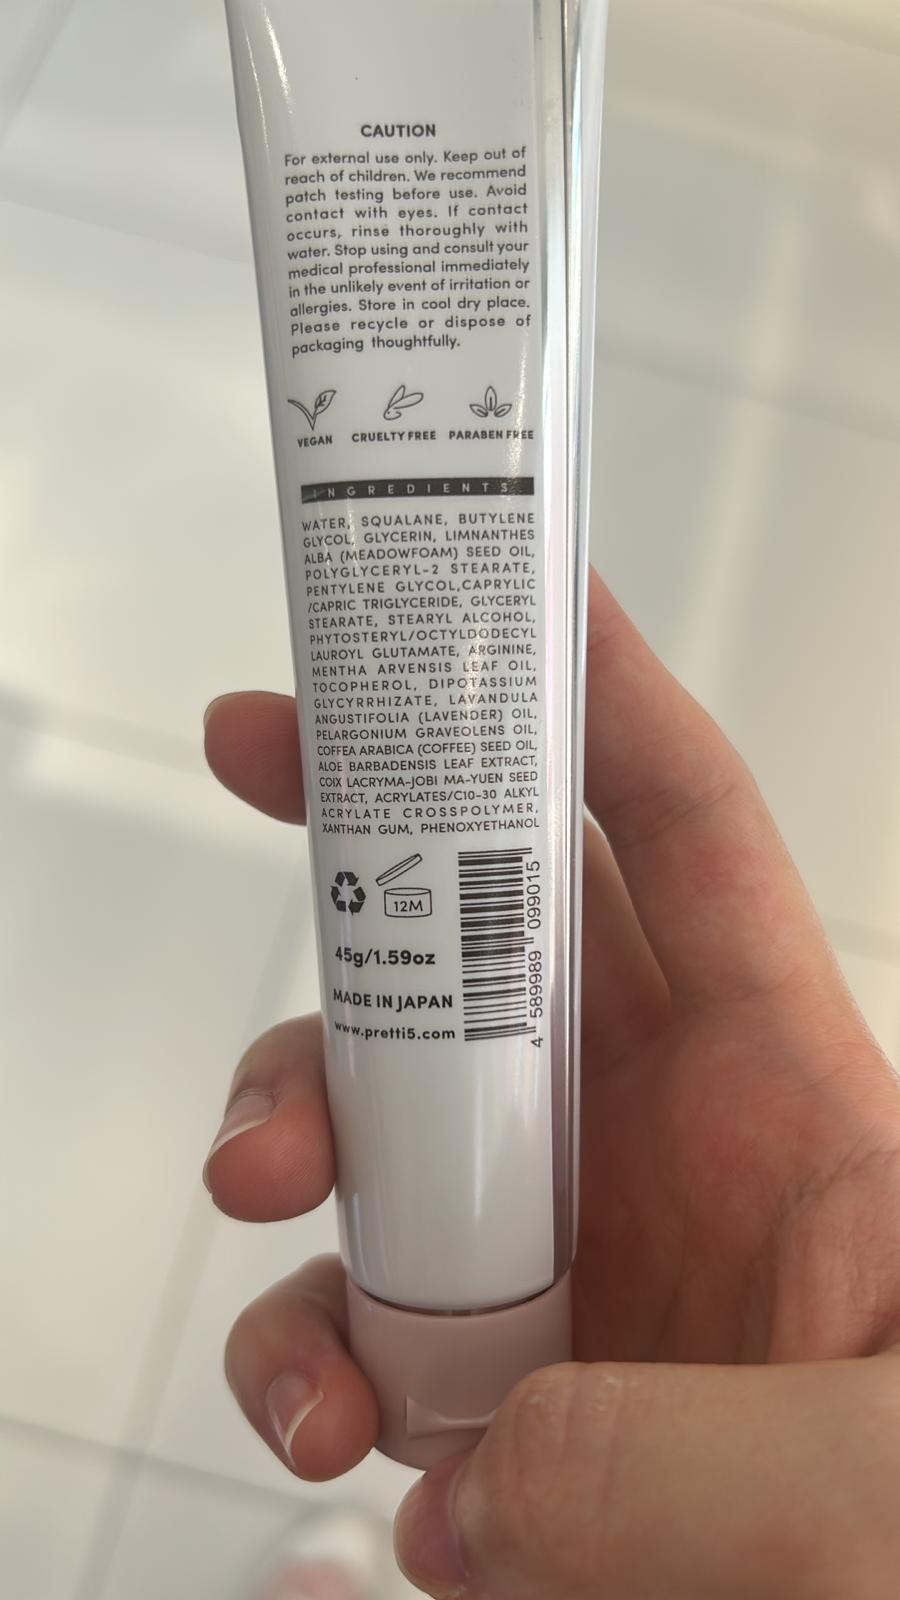 CAUTION
For external use only. Keep out of
reach of children. We recommend
patch testing before use. Avoid
contact with eyes. If contact
occurs, rinse thoroughly with
water. Stop using and consult your
medical professional immediately
in the unlikely event of irritation or
allergies. Store in cool dry place.
Please recycle or dispose of
packaging thoughtfully.
VEGAN CRUELTY FREE PARABEN FREE
INGREDIENTS
WATER, SQUALANE, BUTYLENE
GLYCOL, GLYCERIN, LIMNANTHES
ALBA (MEADOWFOAM) SEED OIL,
POLYGLYCERYL-2 STEARATE,
PENTYLENE GLYCOL,CAPRYLIC
/CAPRIC TRIGLYCERIDE, GLYCERYL
STEARATE, STEARYL ALCOHOL,
PHYTOSTERYL/OCTYLDODECYL
LAUROYL GLUTAMATE, ARGININE,
MENTHA ARVENSIS LEAF OIL,
TOCOPHEROL, DIPOTASSIUM
GLYCYRRHIZATE, LAVANDULA
ANGUSTIFOLIA (LAVENDER) OIL,
PELARGONIUM GRAVEOLENS OIL,
COFFEA ARABICA (COFFEE) SEED OIL,
ALOE BARBADENSIS LEAF EXTRACT,
COIX LACRYMA-JOBI MA-YUEN SEED
EXTRACT, ACRYLATES/C10-30 ALKYL
ACRYLATE CROSSPOLYMER,
XANTHAN GUM, PHENOXYETHANOL
12M
45g/1.59oz
MADE IN JAPAN
www.pretti5.com
4 589989 099015